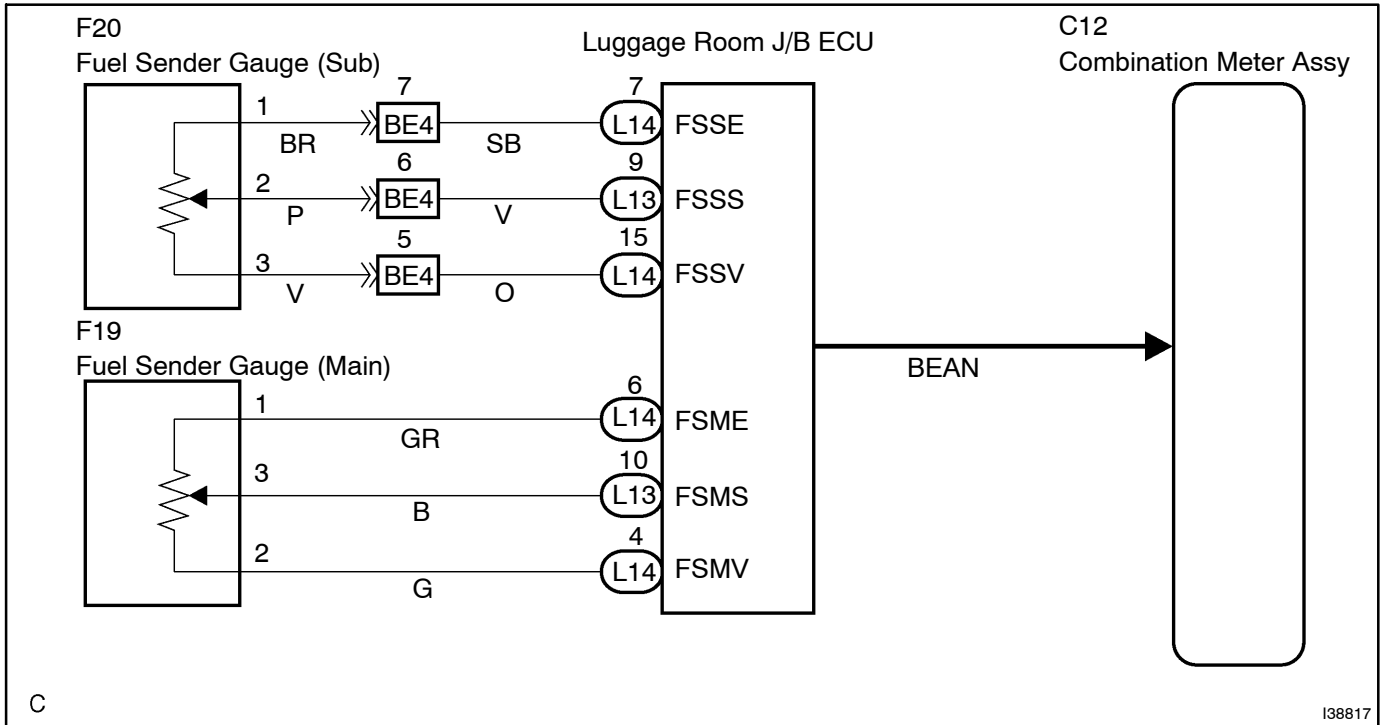 F20
Fuel Sender Gauge (Sub)
Luggage Room J/B ECU
C12
Combination Meter Assy
1
BR
7
BE4
SB
7
L14
FSSE
2
P
6
BE4
V
9
L13
FSSS
3
V
5
BE4
O
15
L14
FSSV
BEAN
F19
Fuel Sender Gauge (Main)
1
GR
6
L14
FSME
3
B
10
L13
FSMS
2
G
4
L14
FSMV
C
I38817